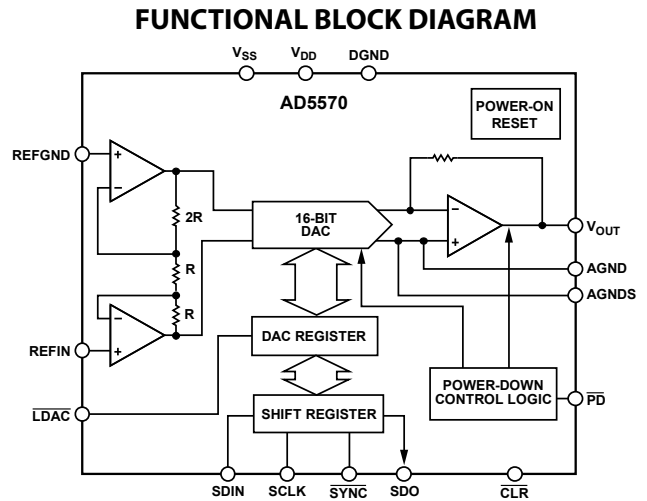 FUNCTIONAL BLOCK DIAGRAM
VSS
VDD
DGND
AD5570
POWER-ON
RESET
REFGND
+
–
2R
R
R
–
+
REFIN
16-BIT
DAC
–
+
VOUT
AGND
AGNDS
DAC REGISTER
SHIFT REGISTER
POWER-DOWN
CONTROL LOGIC
PD
LDAC
SDIN
SCLK
SYNC
SDO
CLR